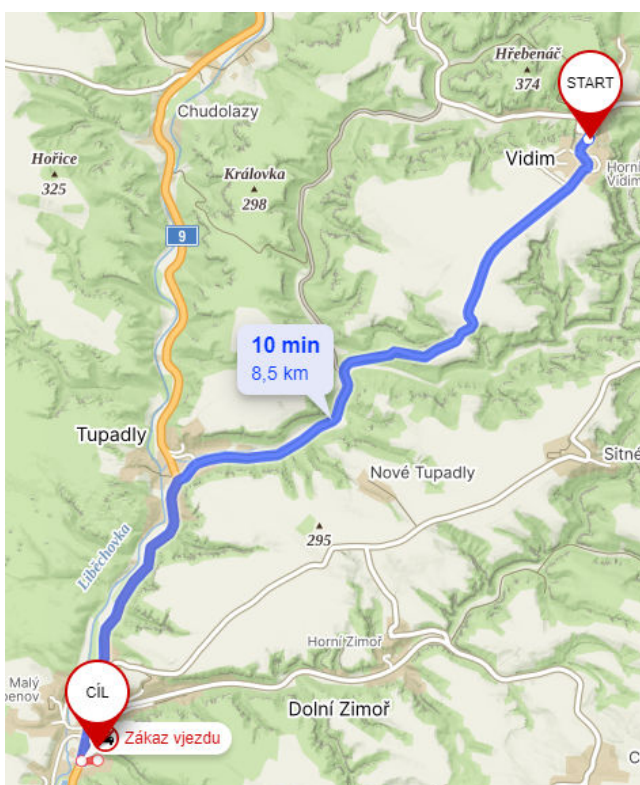 Hřebenáč
374
START
Chudolazy
Vidim
Horní
Vidim
Hořice
325
Královka
298
9
10 min
8,5 km
Tupadly
Nové Tupadly
Sitné
295
Liběchovka
Horní Zimoř
Malý
benov
CÍL
Dolní Zimoř
Zákaz vjezdu
C